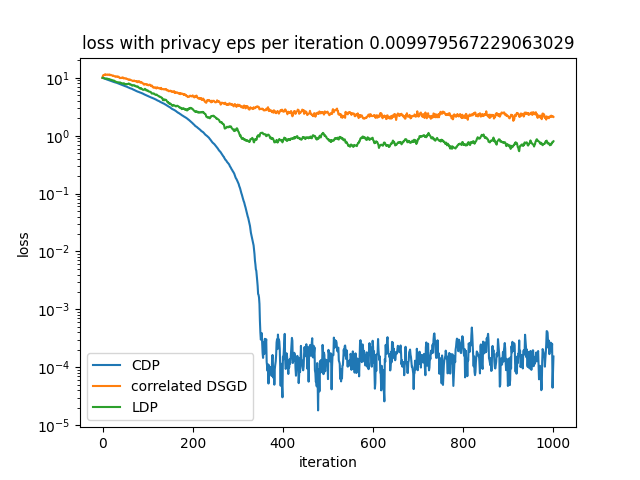 loss with privacy eps per iteration 0.009979567229063029
10^1
10^0
10^-1
10^-2
10^-3
10^-4
10^-5
loss
CDP
correlated DSGD
LDP
0 200 400 600 800 1000
iteration